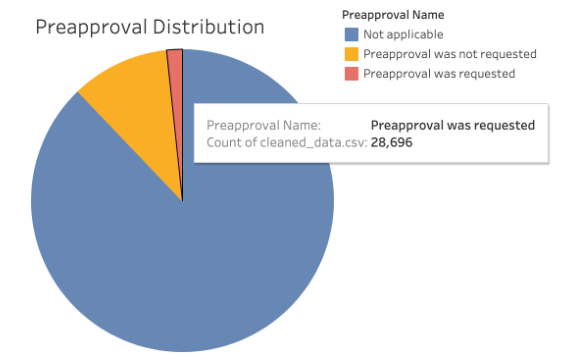 Preapproval Distribution
Preapproval Name
Not applicable
Preapproval was not requested
Preapproval was requested
Preapproval Name: Preapproval was requested
Count of cleaned_data.csv: 28,696